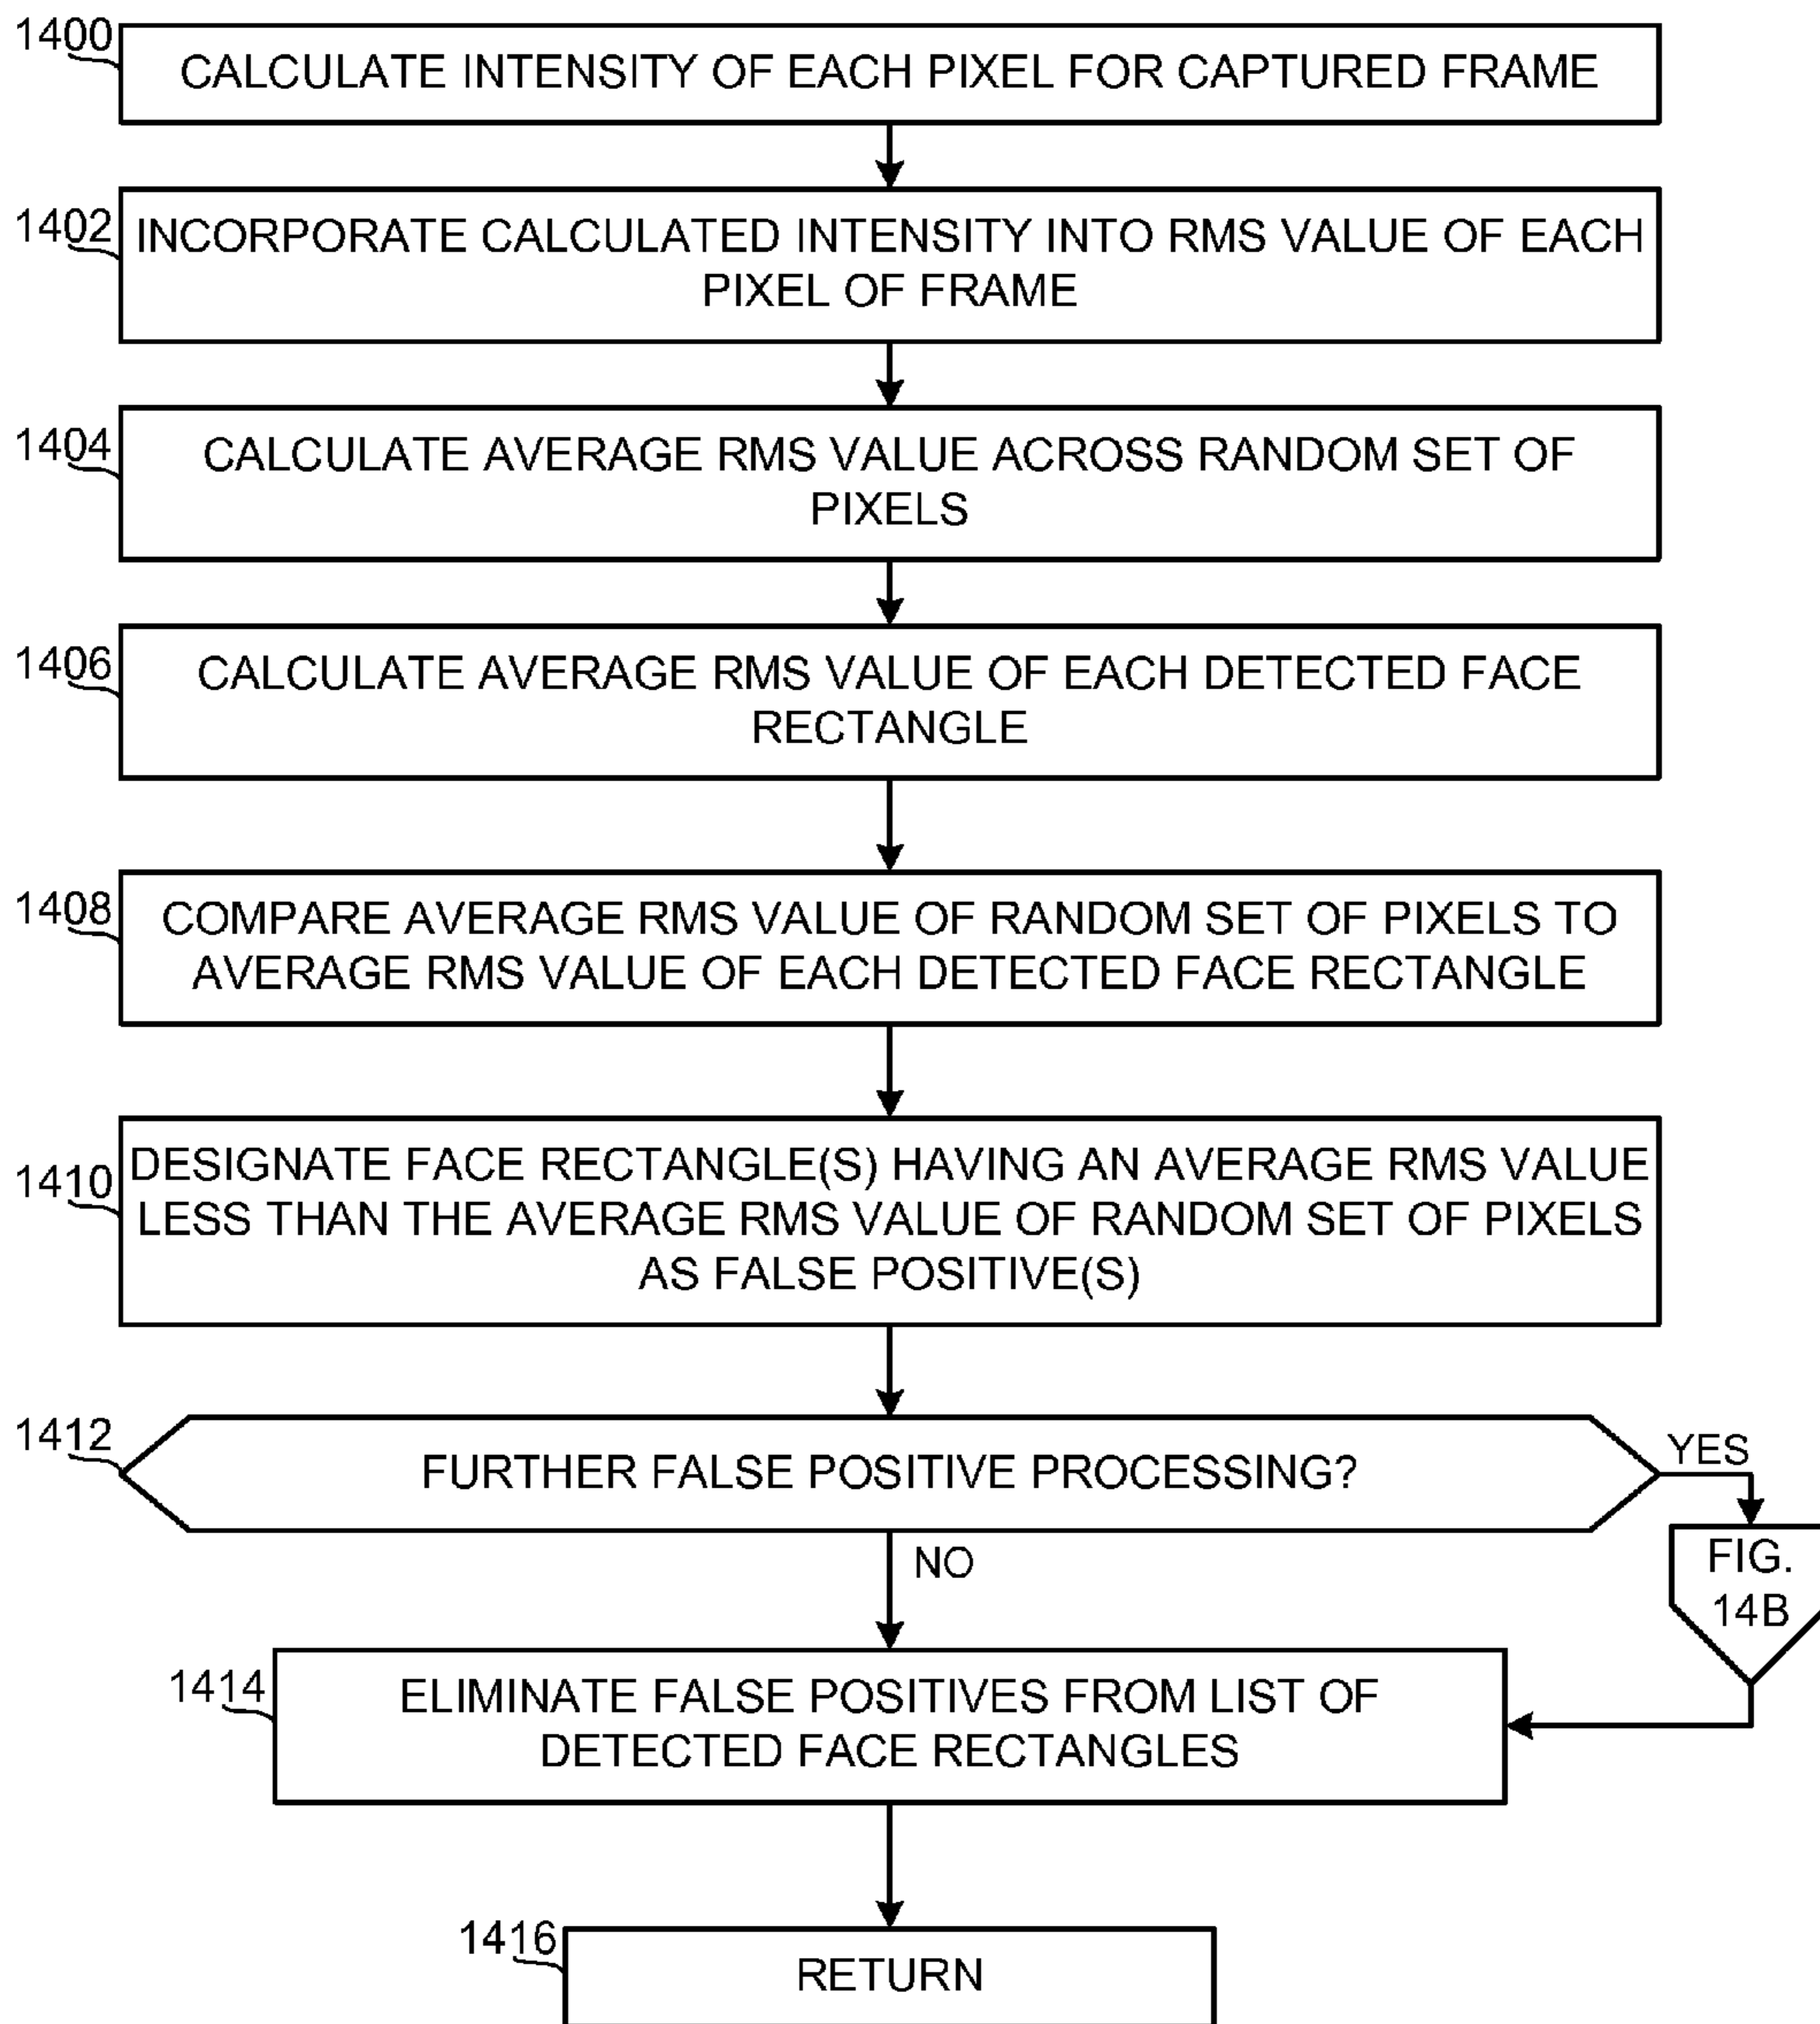 1400
CALCULATE INTENSITY OF EACH PIXEL FOR CAPTURED FRAME
1402
INCORPORATE CALCULATED INTENSITY INTO RMS VALUE OF EACH
PIXEL OF FRAME
1404
CALCULATE AVERAGE RMS VALUE ACROSS RANDOM SET OF
PIXELS
1406
CALCULATE AVERAGE RMS VALUE OF EACH DETECTED FACE
RECTANGLE
1408
COMPARE AVERAGE RMS VALUE OF RANDOM SET OF PIXELS TO
AVERAGE RMS VALUE OF EACH DETECTED FACE RECTANGLE
1410
DESIGNATE FACE RECTANGLE(S) HAVING AN AVERAGE RMS VALUE
LESS THAN THE AVERAGE RMS VALUE OF RANDOM SET OF PIXELS
AS FALSE POSITIVE(S)
1412
FURTHER FALSE POSITIVE PROCESSING?
YES
NO
FIG.
14B
1414
ELIMINATE FALSE POSITIVES FROM LIST OF
DETECTED FACE RECTANGLES
1416
RETURN